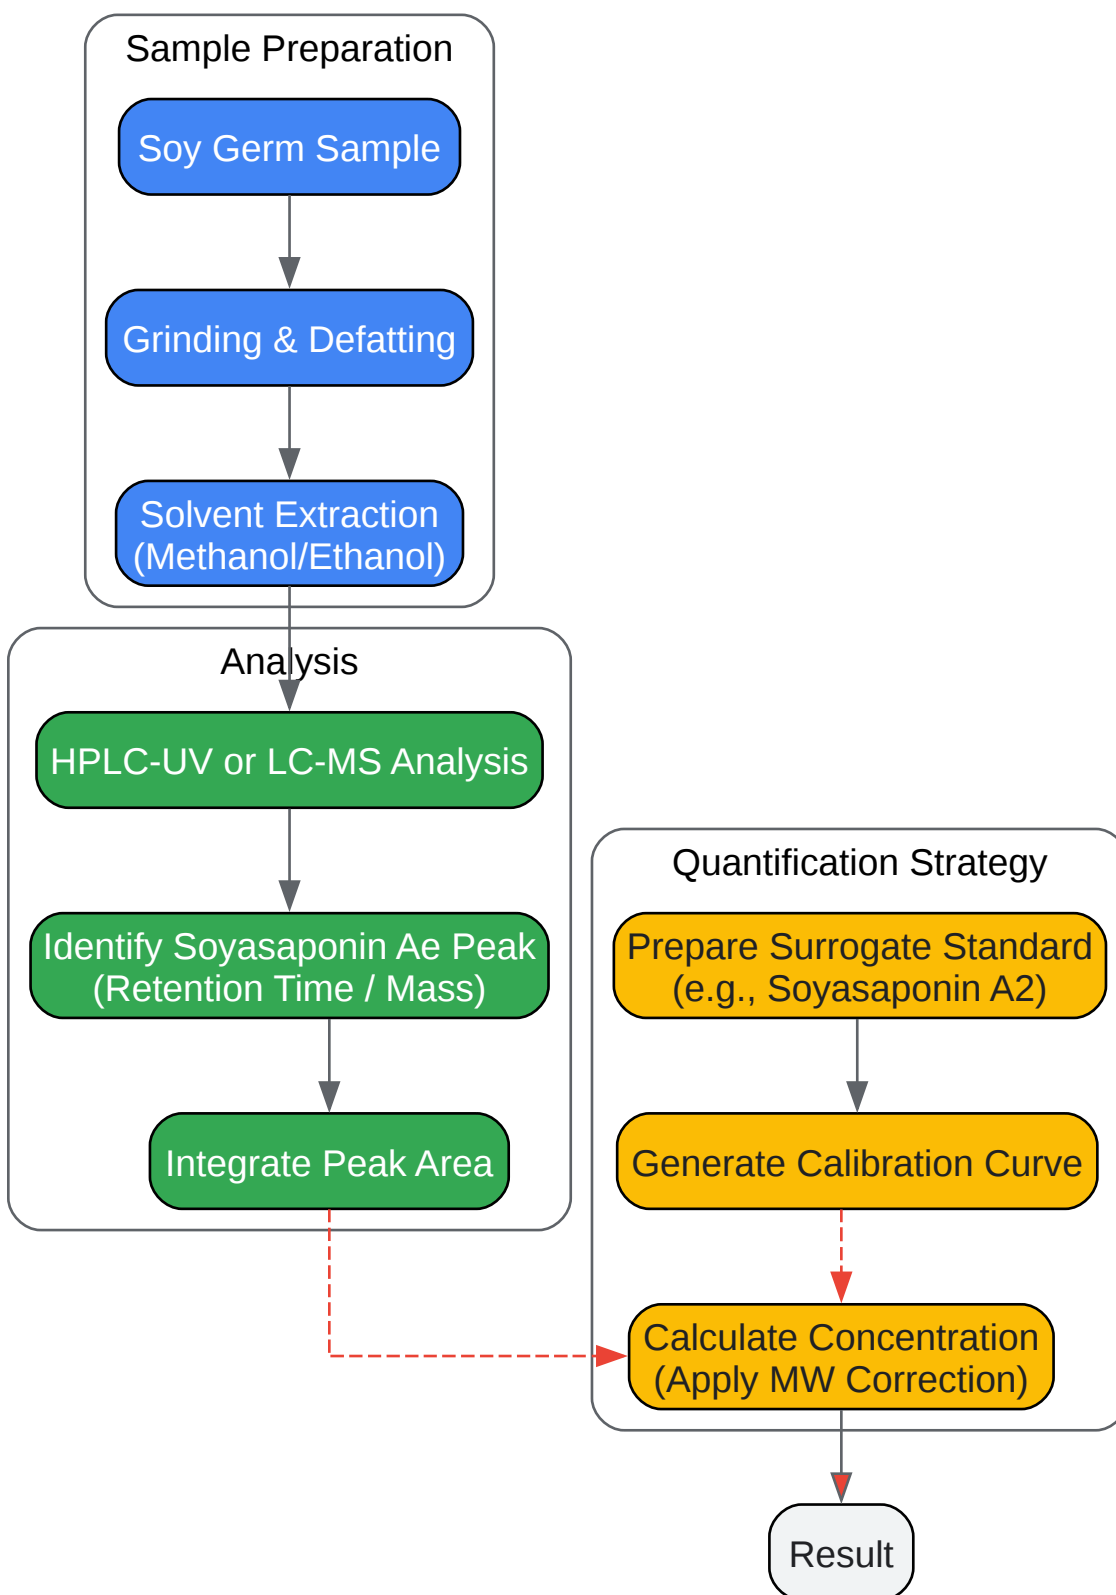 Sample Preparation
Soy Germ Sample
Grinding & Defatting
Solvent Extraction
(Methanol/Ethanol)
Analysis
HPLC-UV or LC-MS Analysis
Identify Soyasaponin Ae Peak
(Retention Time / Mass)
Integrate Peak Area
Quantification Strategy
Prepare Surrogate Standard
(e.g., Soyasaponin A2)
Generate Calibration Curve
Calculate Concentration
(Apply MW Correction)
Result